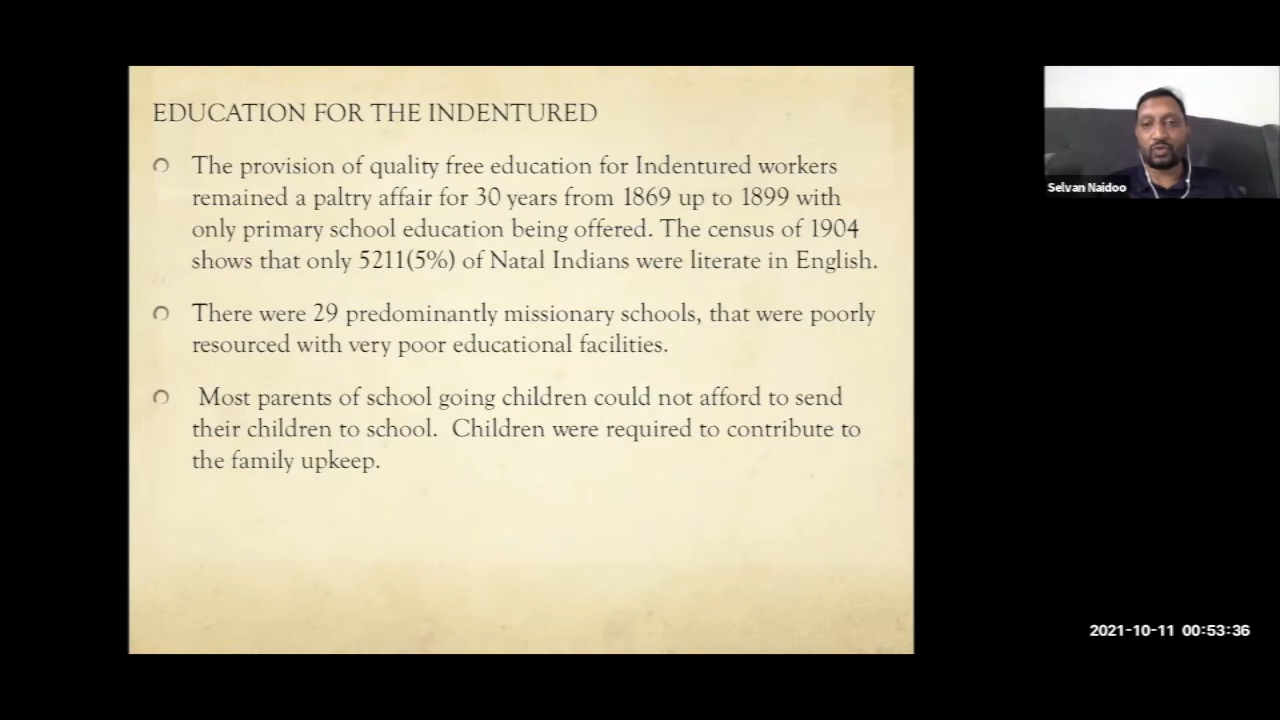 EDUCATION FOR THE INDENTURED
The provision of quality free education for Indentured workers
remained a paltry affair for 30 years from 1869 up to 1899 with
only primary school education being offered. The census of 1904
shows that only 5211(5%) of Natal Indians were literate in English.
There were 29 predominantly missionary schools, that were poorly
resourced with very poor educational facilities.
Most parents of school going children could not afford to send
their children to school.  Children were required to contribute to
the family upkeep.
Selvan Naidoo
2021-10-11 00:53:36